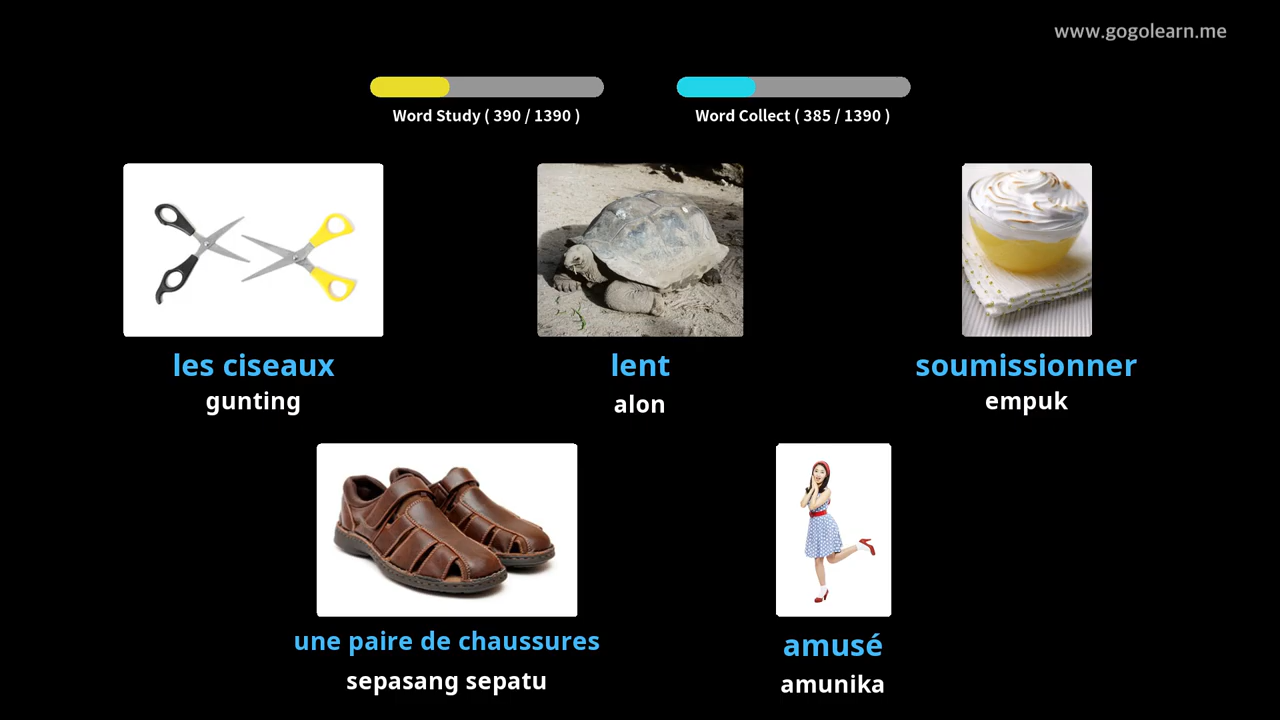 www.gogolearn.me
Word Study ( 390 / 1390 )
Word Collect ( 385 / 1390 )
les ciseaux
gunting
lent
alon
soumissionner
empuk
une paire de chaussures
sepasang sepatu
amusé
amunika